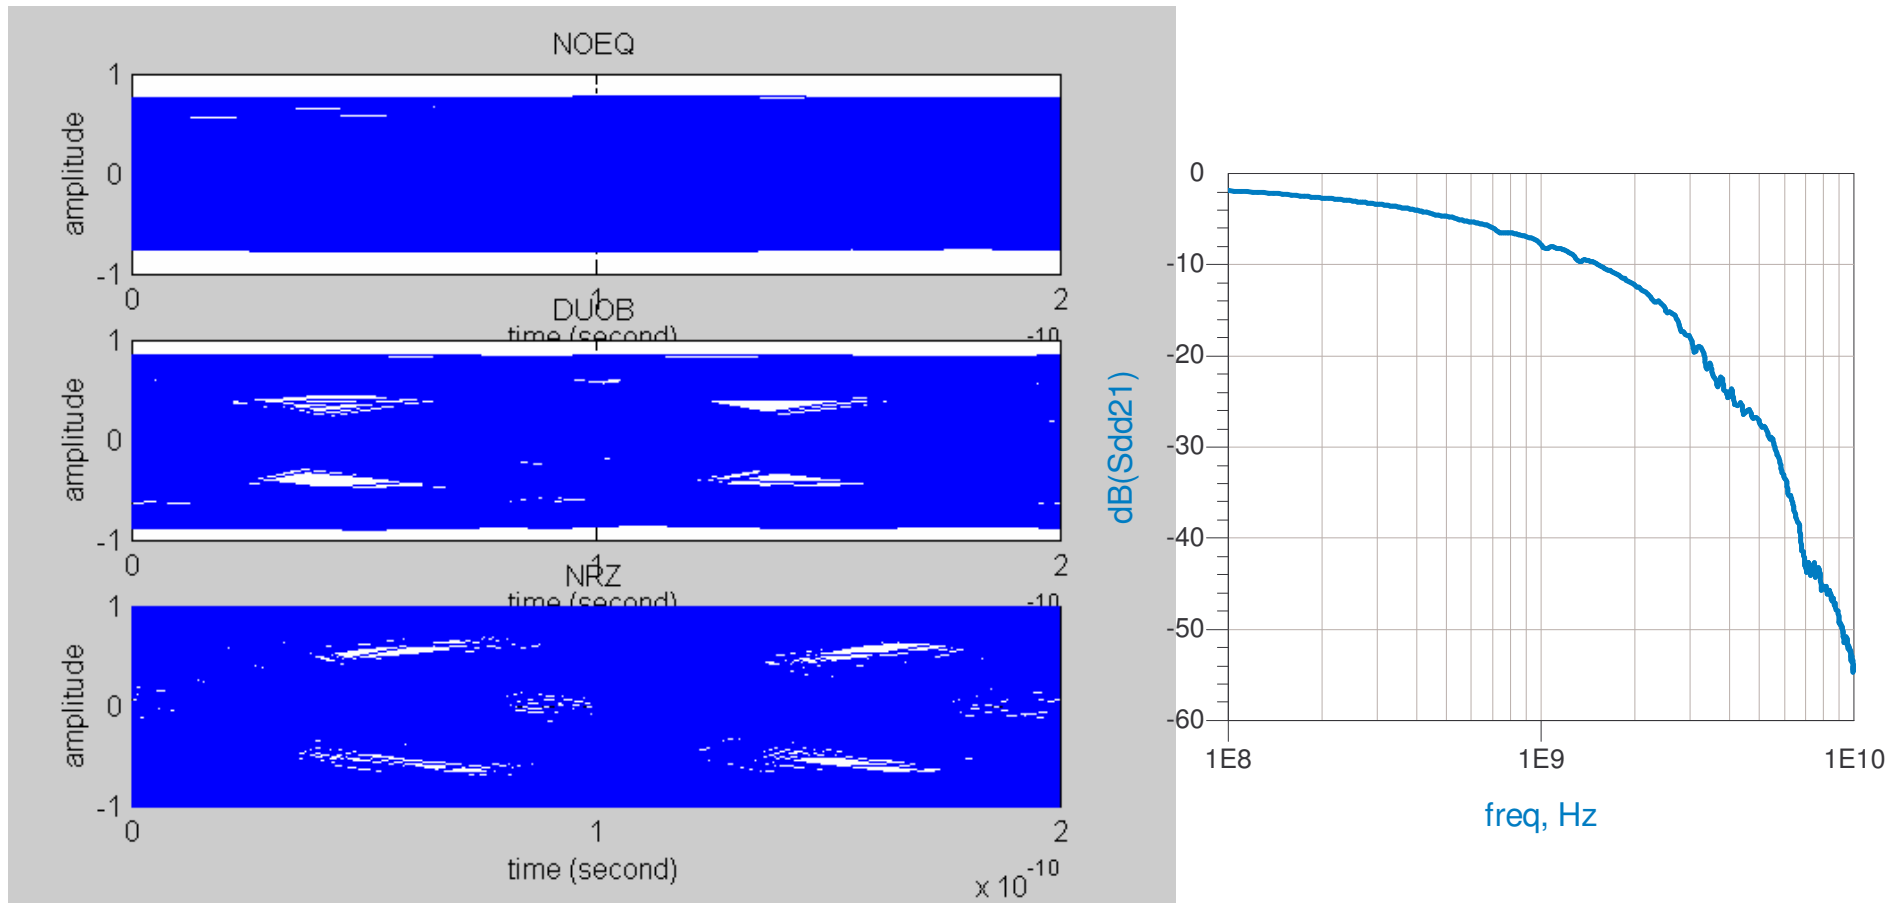 NOEQ
1
0
-1
amplitude
0
1
2
DUOB
time (second)
-10
1
0
-1
amplitude
0
1
2
NRZ
time (second)
-10
1
0
-1
amplitude
0
1
2
time (second)
x 10-10
0
-10
-20
-30
-40
-50
-60
dB(Sdd21)
1E8
1E9
1E10
freq, Hz